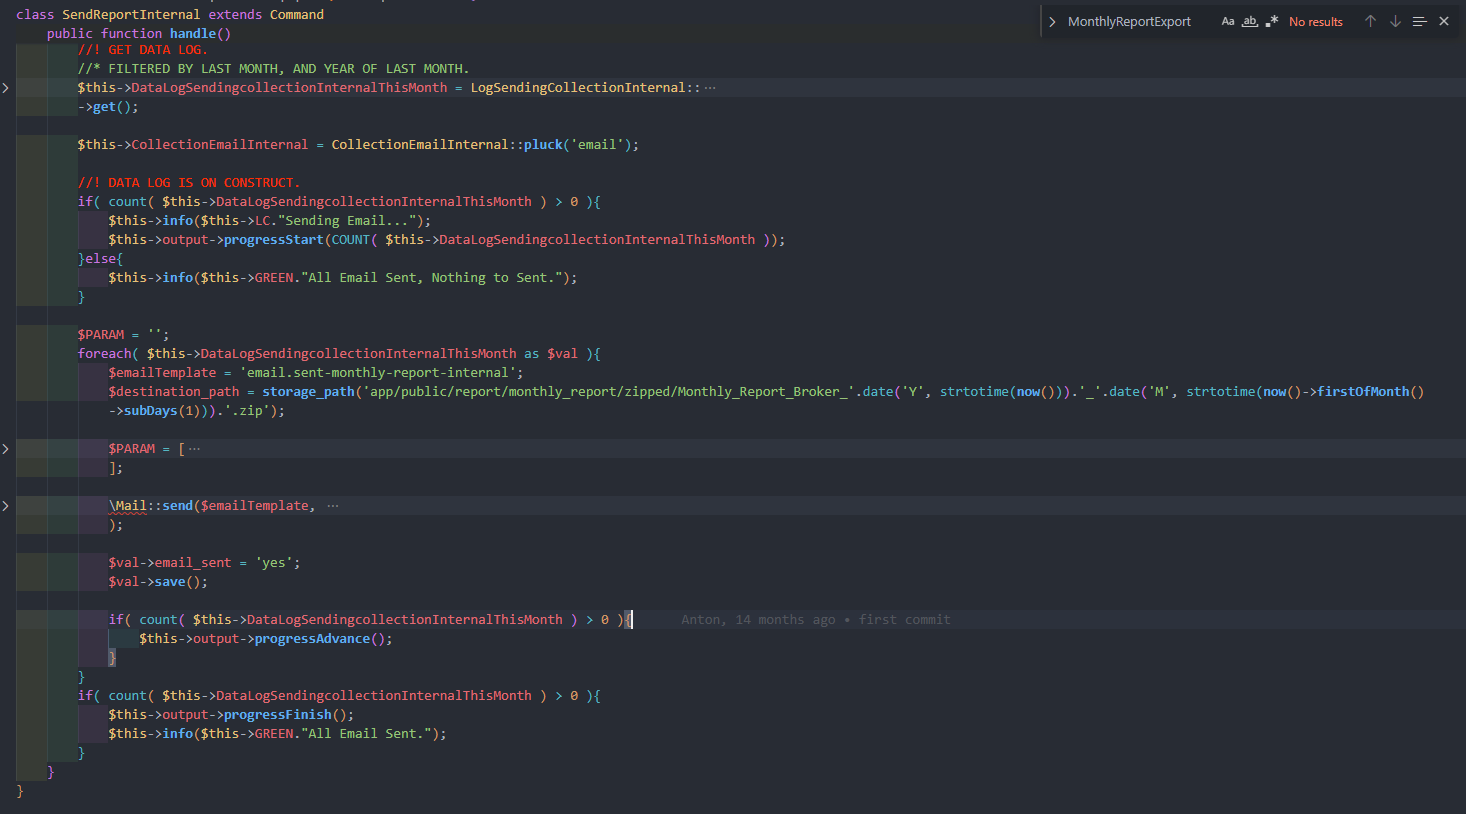 class SendReportInternal extends Command
public function handle()
//! GET DATA LOG.
//* FILTERED BY LAST MONTH, AND YEAR OF LAST MONTH.
$this->DataLogSendingcollectionInternalThisMonth = LogSendingCollectionInternal:: ···
->get();
$this->CollectionEmailInternal = CollectionEmailInternal::pluck('email');
//! DATA LOG IS ON CONSTRUCT.
if( count( $this->DataLogSendingcollectionInternalThisMonth ) > 0 ){
$this->info($this->LC."Sending Email...");
$this->output->progressStart(COUNT( $this->DataLogSendingcollectionInternalThisMonth ));
}else{
$this->info($this->GREEN."All Email Sent, Nothing to Sent.");
}
$PARAM = '';
foreach( $this->DataLogSendingcollectionInternalThisMonth as $val ){
$emailTemplate = 'email.sent-monthly-report-internal';
$destination_path = storage_path('app/public/report/monthly_report/zipped/Monthly_Report_Broker_'.date('Y', strtotime(now())).'_'.date('M', strtotime(now()->firstOfMonth()
->subDays(1))).'.zip');
$PARAM = [ ···
];
\Mail::send($emailTemplate, ···
);
$val->email_sent = 'yes';
$val->save();
if( count( $this->DataLogSendingcollectionInternalThisMonth ) > 0 ){ Anton, 14 months ago • first commit
$this->output->progressAdvance();
}
}
if( count( $this->DataLogSendingcollectionInternalThisMonth ) > 0 ){
$this->output->progressFinish();
$this->info($this->GREEN."All Email Sent.");
}
}
}
MonthlyReportExport Aa ab .* No results